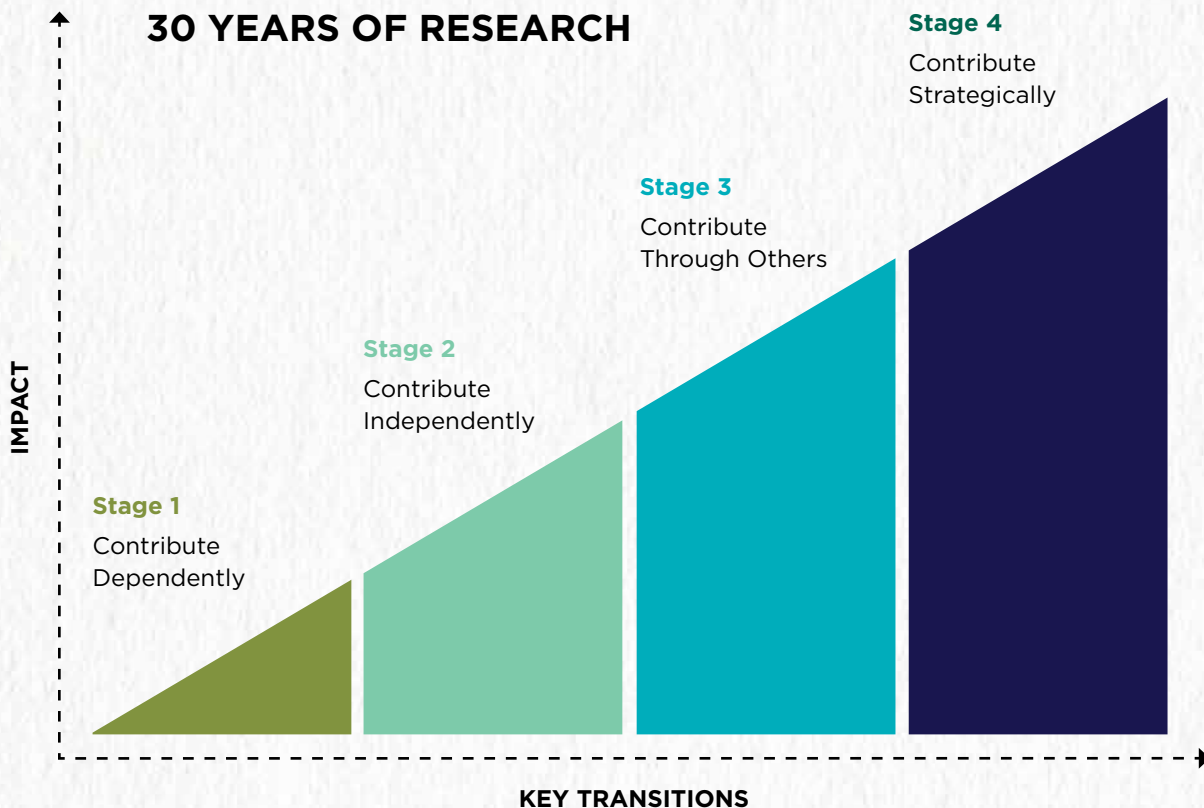 30 YEARS OF RESEARCH
Stage 4
Contribute
Strategically
Stage 3
Contribute
Through Others
Stage 2
Contribute
Independently
Stage 1
Contribute
Dependently
IMPACT
KEY TRANSITIONS